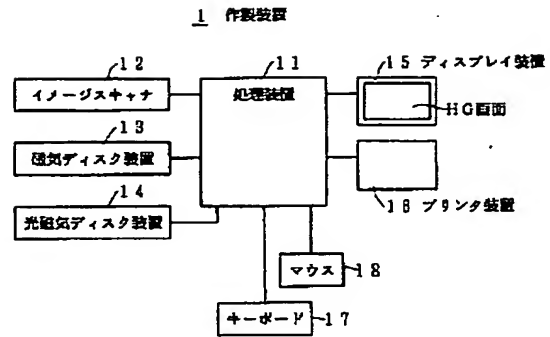 1 作製装置
12
イメージスキャナ
13
磁気ディスク装置
14
光磁気ディスク装置
11
処理装置
15 ディスプレイ装置
HG画面
16 プリンタ装置
マウス
18
キーボード
17